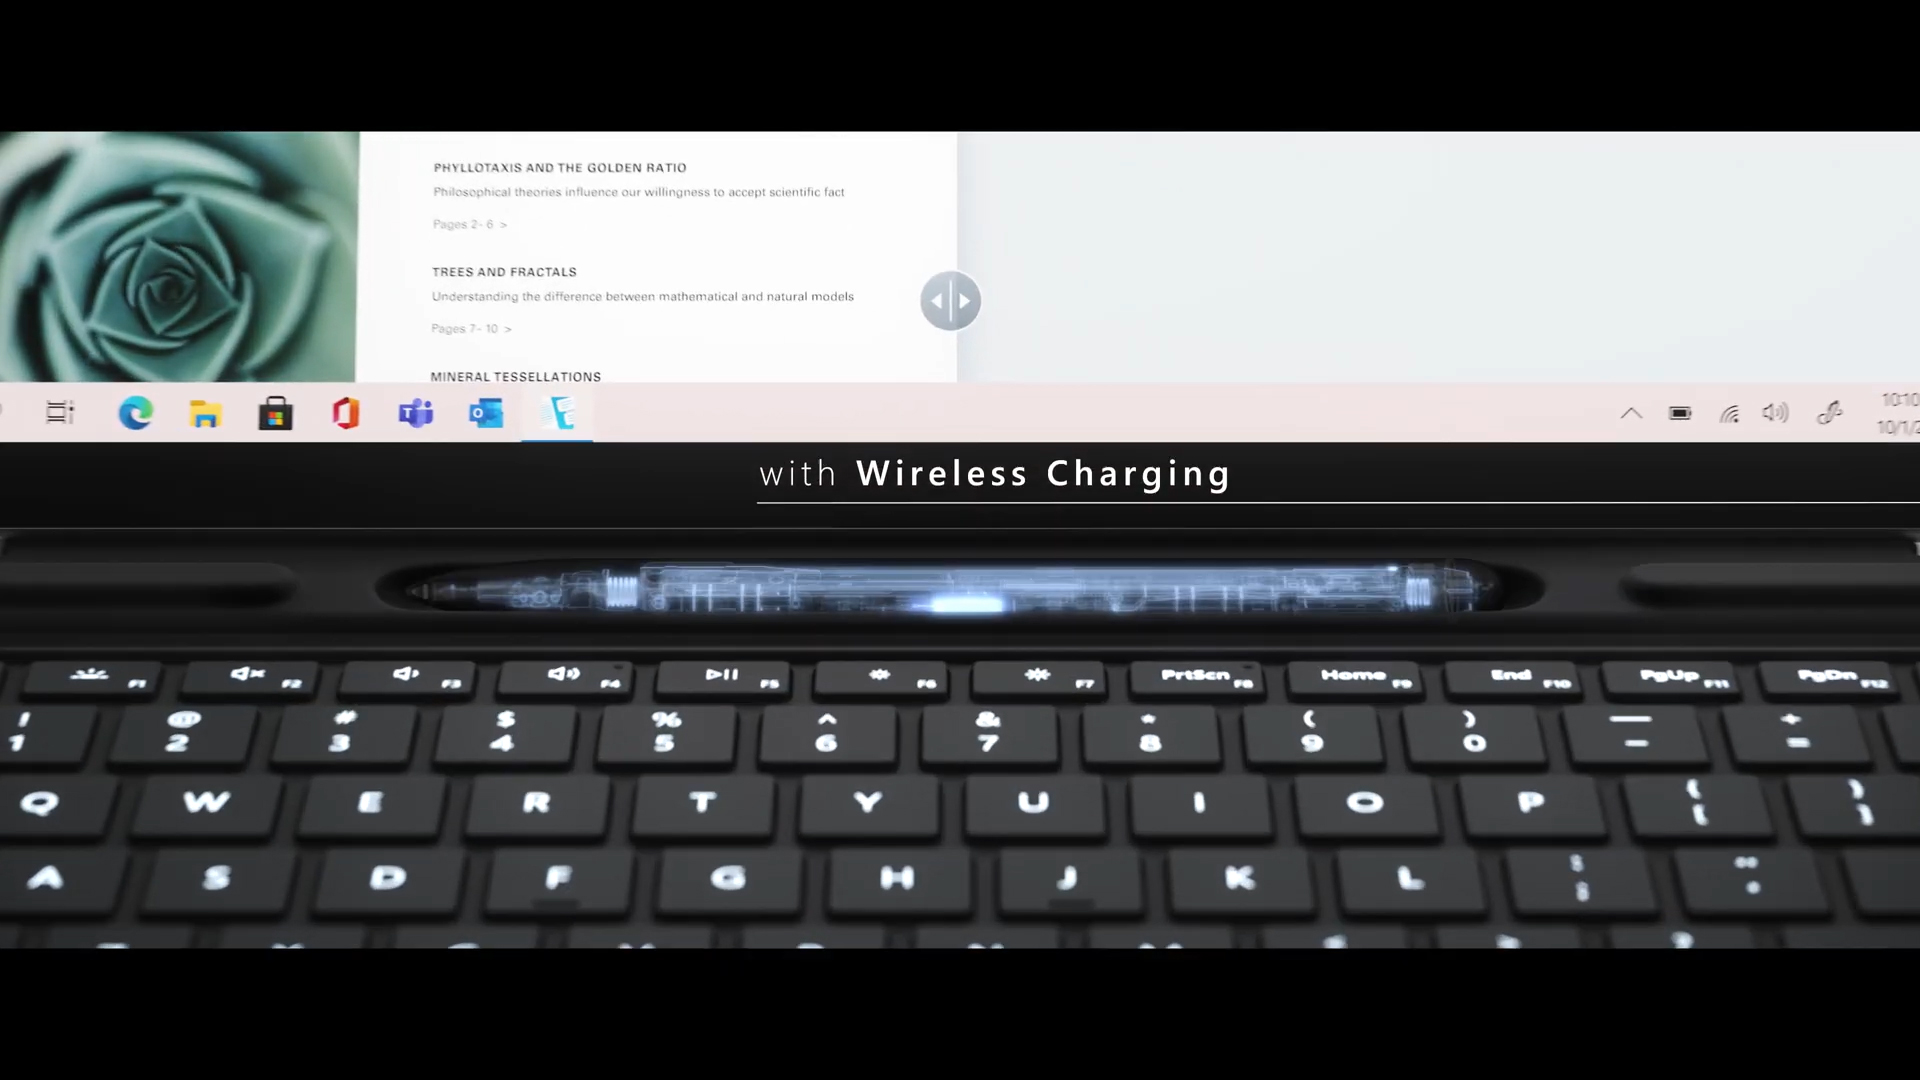 PHYLLOTAXIS AND THE GOLDEN RATIO
Philosophical theories influence our willingness to accept scientific fact
Pages 2- 6 >
TREES AND FRACTALS
Understanding the difference between mathematical and natural models
Pages 7- 10 >
MINERAL TESSELLATIONS
10:10
10/1/2
with Wireless Charging
F1 F2 F3 F4 F5 F6 F7 PrtScn F8 Home F9 End F10 PgUp F11 PgDn F12
! @ # $ % ^ & * ( ) — +
1 2 3 4 5 6 7 8 9 0 - =
Q W E R T Y U I O P { }
[ ]
A S D F G H J K L